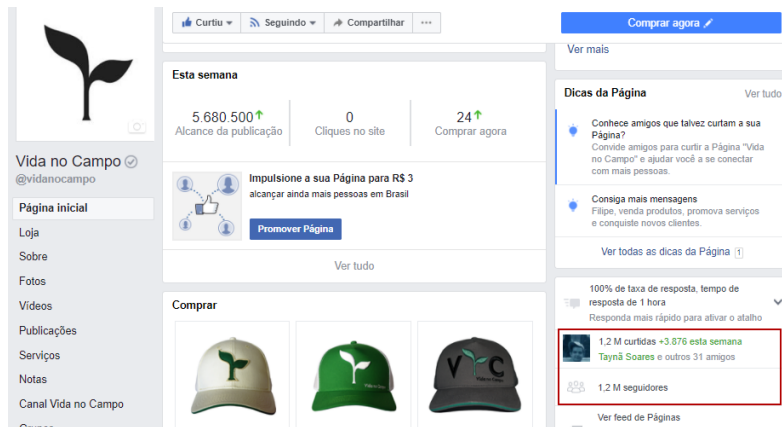 Curtiu
Seguindo
Compartilhar
Comprar agora
Vida no Campo
@vidanocampo
Página inicial
Loja
Sobre
Fotos
Vídeos
Publicações
Serviços
Notas
Canal Vida no Campo
Esta semana
5.680.500
Alcance da publicação
0
Cliques no site
24
Comprar agora
Impulsione a sua Página para R$ 3
alcançar ainda mais pessoas em Brasil
Promover Página
Ver tudo
Comprar
V C
Ver mais
Dicas da Página
Ver tudo
Conhece amigos que talvez curtam a sua
Página?
Convide amigos para curtir a Página "Vida
no Campo" e ajudar você a se conectar
com mais pessoas.
Consiga mais mensagens
Filipe, venda produtos, promova serviços
e conquiste novos clientes.
Ver todas as dicas da Página 1
100% de taxa de resposta, tempo de
resposta de 1 hora
Responda mais rápido para ativar o atalho
1,2 M curtidas +3.876 esta semana
Taynã Soares e outros 31 amigos
1,2 M seguidores
Ver feed de Páginas